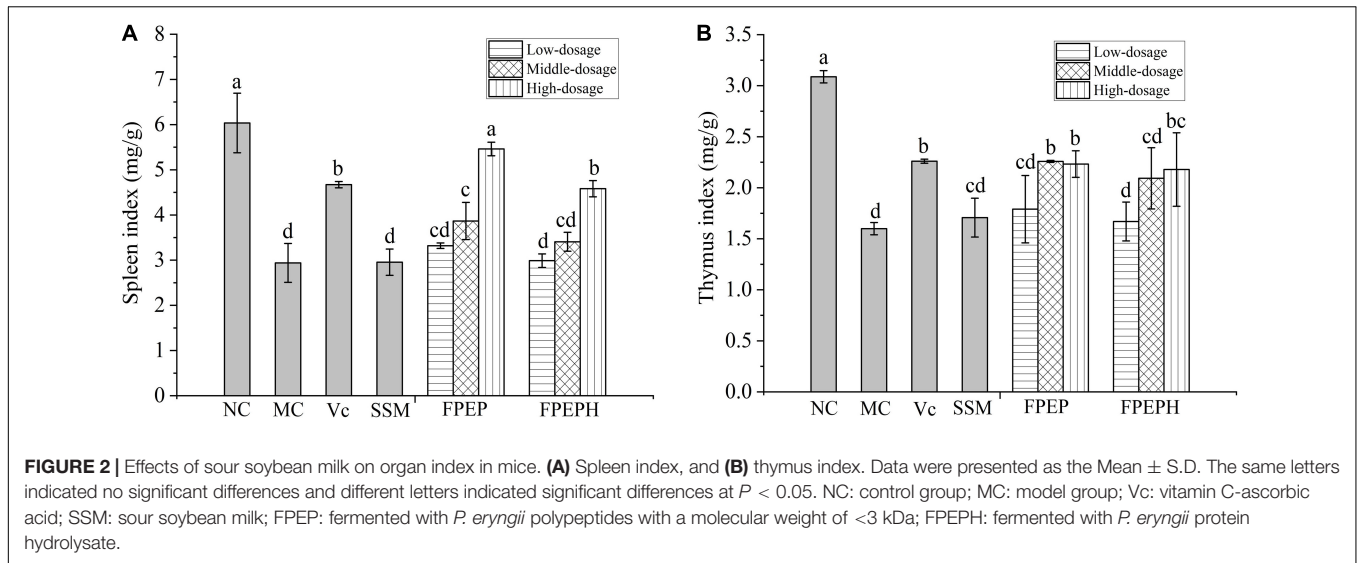 A
B
Spleen index (mg/g)
8
7
6
5
4
3
2
1
0
Low-dosage
Middle-dosage
High-dosage
a
d
b
d
cd
c
a
d
cd
b
NC MC Vc SSM FPEP FPEPH
Thymus index (mg/g)
3.5
3.0
2.5
2.0
1.5
1.0
0.5
0.0
Low-dosage
Middle-dosage
High-dosage
a
d
b
cd
cd
b
b
d
cd
bc
NC MC Vc SSM FPEP FPEPH
FIGURE 2 | Effects of sour soybean milk on organ index in mice. (A) Spleen index, and (B) thymus index. Data were presented as the Mean ± S.D. The same letters
indicated no significant differences and different letters indicated significant differences at P < 0.05. NC: control group; MC: model group; Vc: vitamin C-ascorbic
acid; SSM: sour soybean milk; FPEP: fermented with P. eryngii polypeptides with a molecular weight of <3 kDa; FPEPH: fermented with P. eryngii protein
hydrolysate.